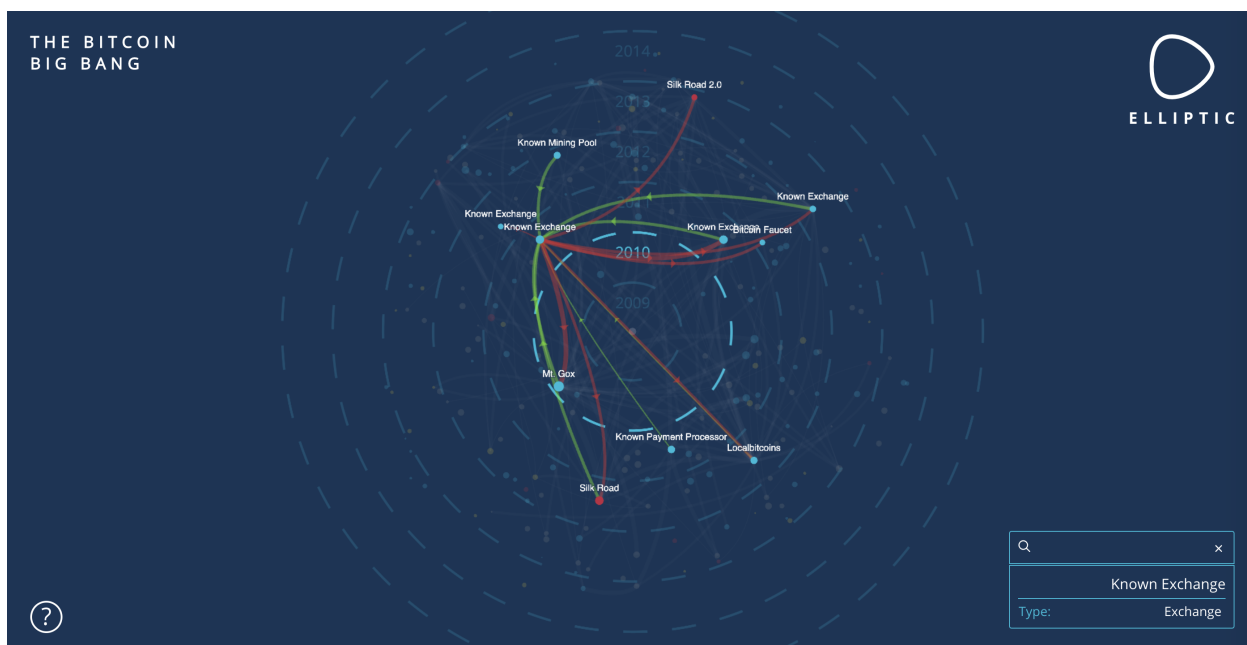 THE BITCOIN
BIG BANG
ELLIPTIC
2014
Silk Road 2.0
2013
Known Mining Pool
2012
Known Exchange
2011
Known Exchange
Known Exchange
Known Exchange
Bitcoin Faucet
2010
2009
Mt. Gox
Known Payment Processor
Localbitcoins
Silk Road
Known Exchange
Type: Exchange
?